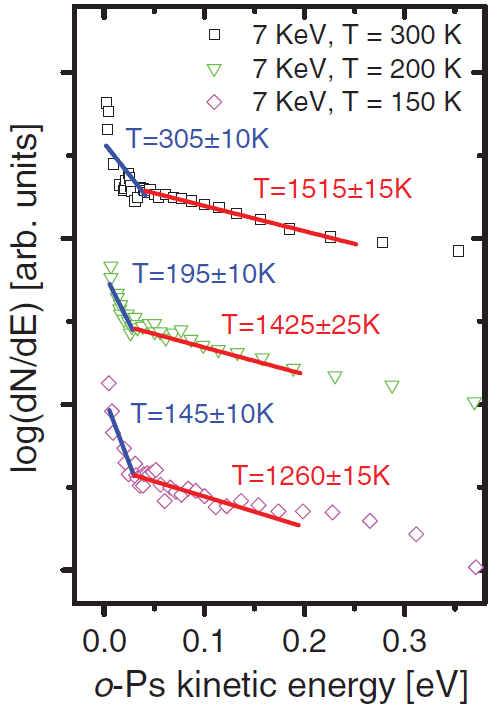 7 KeV, T = 300 K
7 KeV, T = 200 K
7 KeV, T = 150 K
T=305±10K
T=1515±15K
T=195±10K
T=1425±25K
T=145±10K
T=1260±15K
log(dN/dE) [arb. units]
0.0 0.1 0.2 0.3
o-Ps kinetic energy [eV]